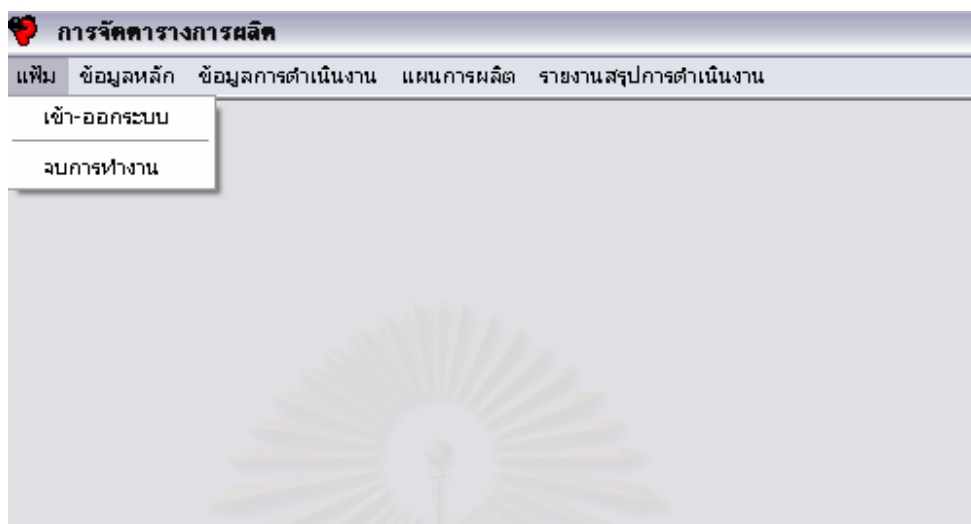 การจัดตารางการผลิต
แฟ้ม ข้อมูลหลัก ข้อมูลการดำเนินงาน แผนการผลิต รายงานสรุปการดำเนินงาน
เข้า-ออกระบบ
จบการทำงาน